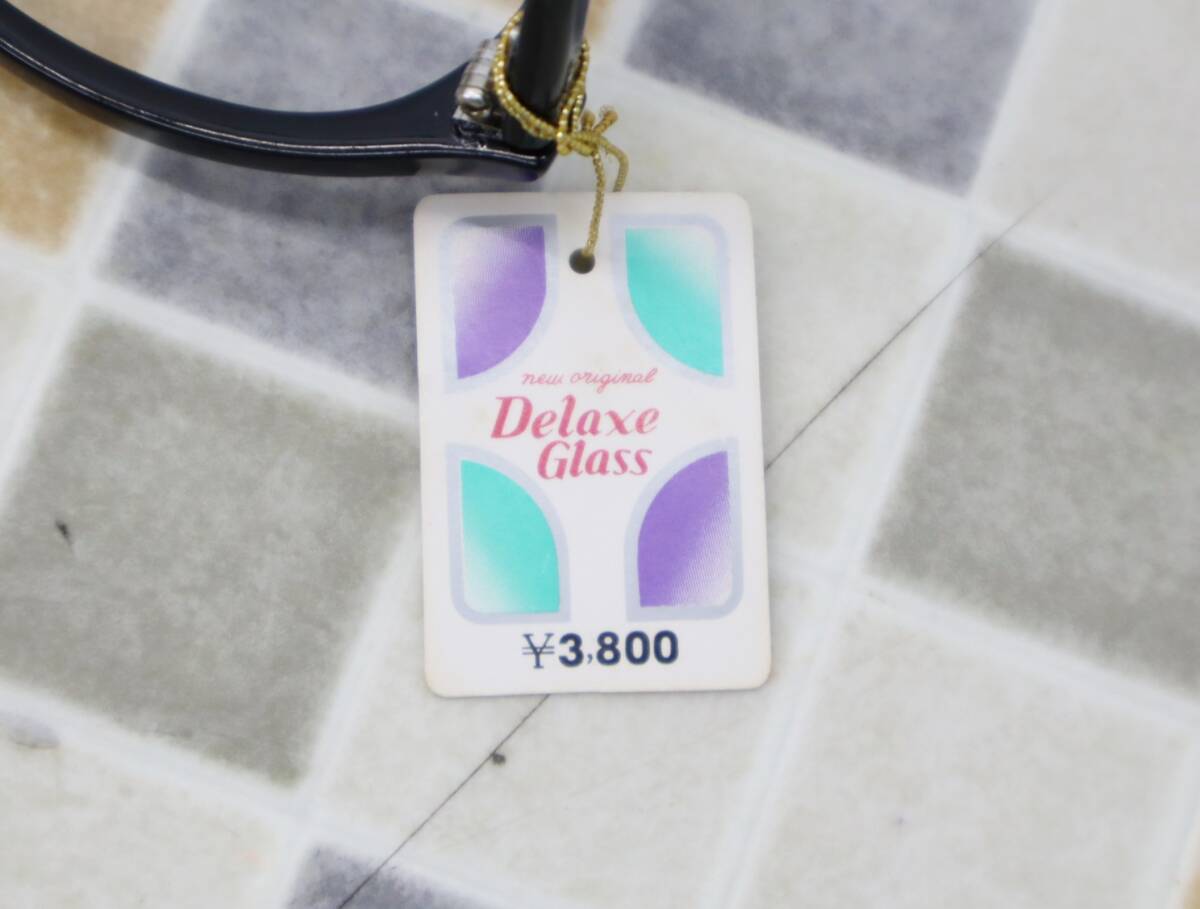 new original
Delaxe
Glass
¥3,800